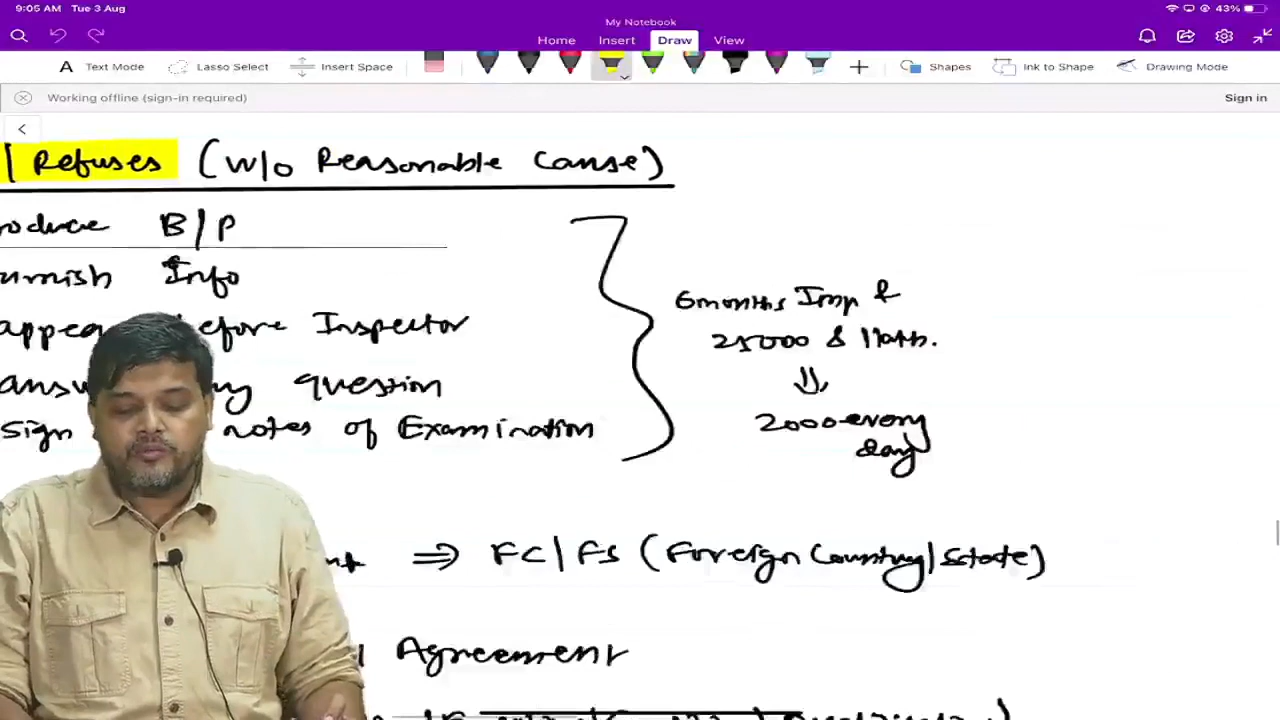 9:05 AM Tue 3 Aug
43%
My Notebook
Home Insert Draw View
Text Mode Lasso Select Insert Space Shapes Ink to Shape Drawing Mode
Working offline (sign-in required) Sign in
Refuses (w/o Reasonable Cause)
B/P
Info
before Inspector
question
sign notes of Examination
6months Imp &
25000 & 1lakh.
⇓
2000 every
day
⇒ FC/FS (Foreign Country/State)
Agreement